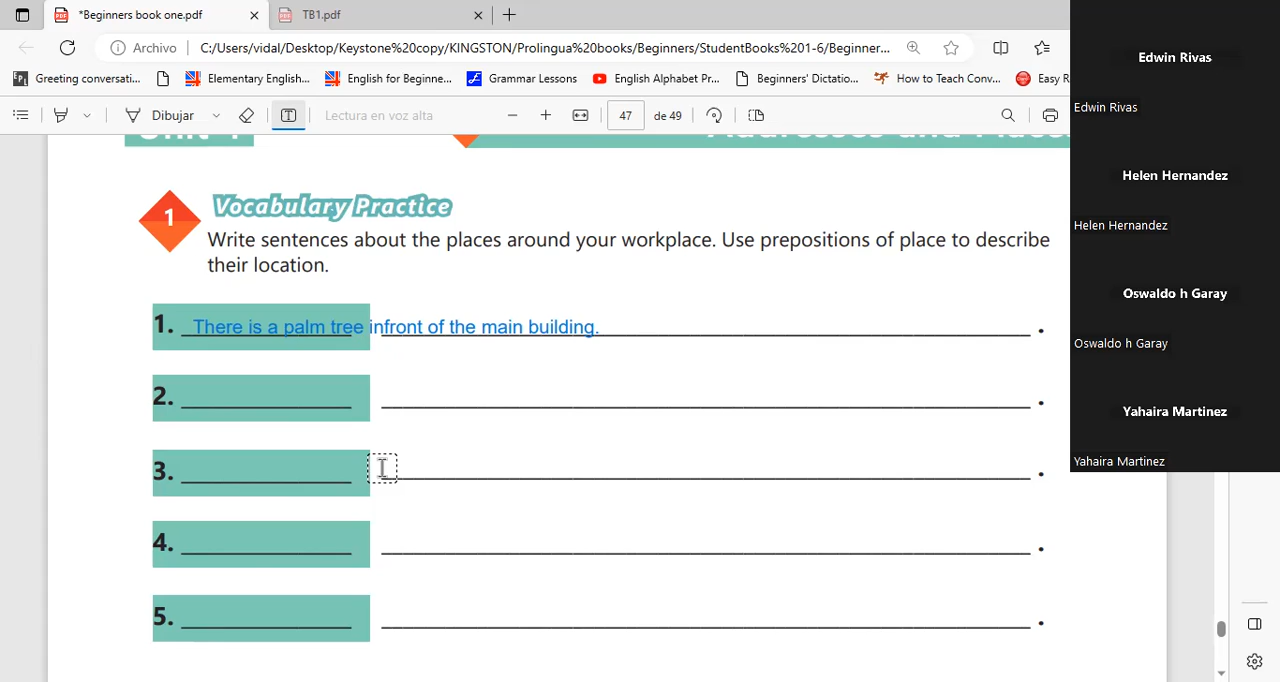 *Beginners book one.pdf
TB1.pdf
Archivo
C:/Users/vidal/Desktop/Keystone%20copy/KINGSTON/Prolingua%20books/Beginners/StudentBooks%201-6/Beginner...
Greeting conversati...
Elementary English...
English for Beginne...
Grammar Lessons
English Alphabet Pr...
Beginners' Dictatio...
How to Teach Conv...
Easy R
Dibujar
Lectura en voz alta
47
de 49
Unit 1
Addresses and Places
1
Vocabulary Practice
Write sentences about the places around your workplace. Use prepositions of place to describe
their location.
1. There is a palm tree infront of the main building. .
2. .
3. .
4. .
5. .
Edwin Rivas
Edwin Rivas
Helen Hernandez
Helen Hernandez
Oswaldo h Garay
Oswaldo h Garay
Yahaira Martinez
Yahaira Martinez